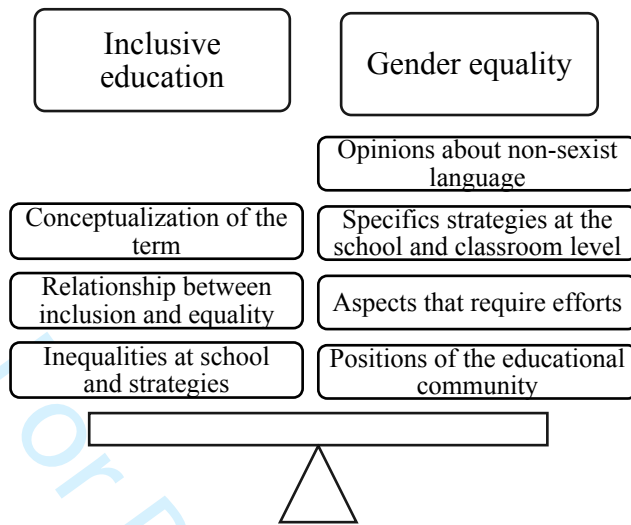 Inclusive
education
Gender equality
Opinions about non-sexist
language
Conceptualization of the
term
Specifics strategies at the
school and classroom level
Relationship between
inclusion and equality
Aspects that require efforts
Inequalities at school
and strategies
Positions of the educational
community
For